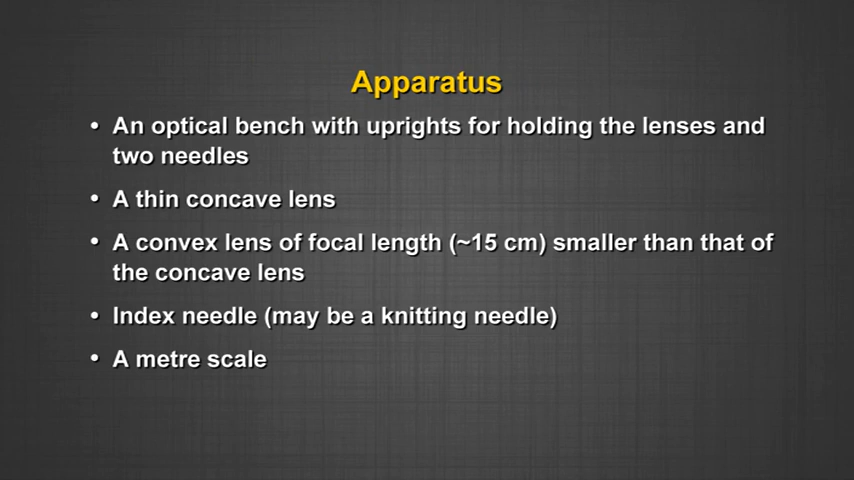 Apparatus
• An optical bench with uprights for holding the lenses and
two needles
• A thin concave lens
• A convex lens of focal length (~15 cm) smaller than that of
the concave lens
• Index needle (may be a knitting needle)
• A metre scale